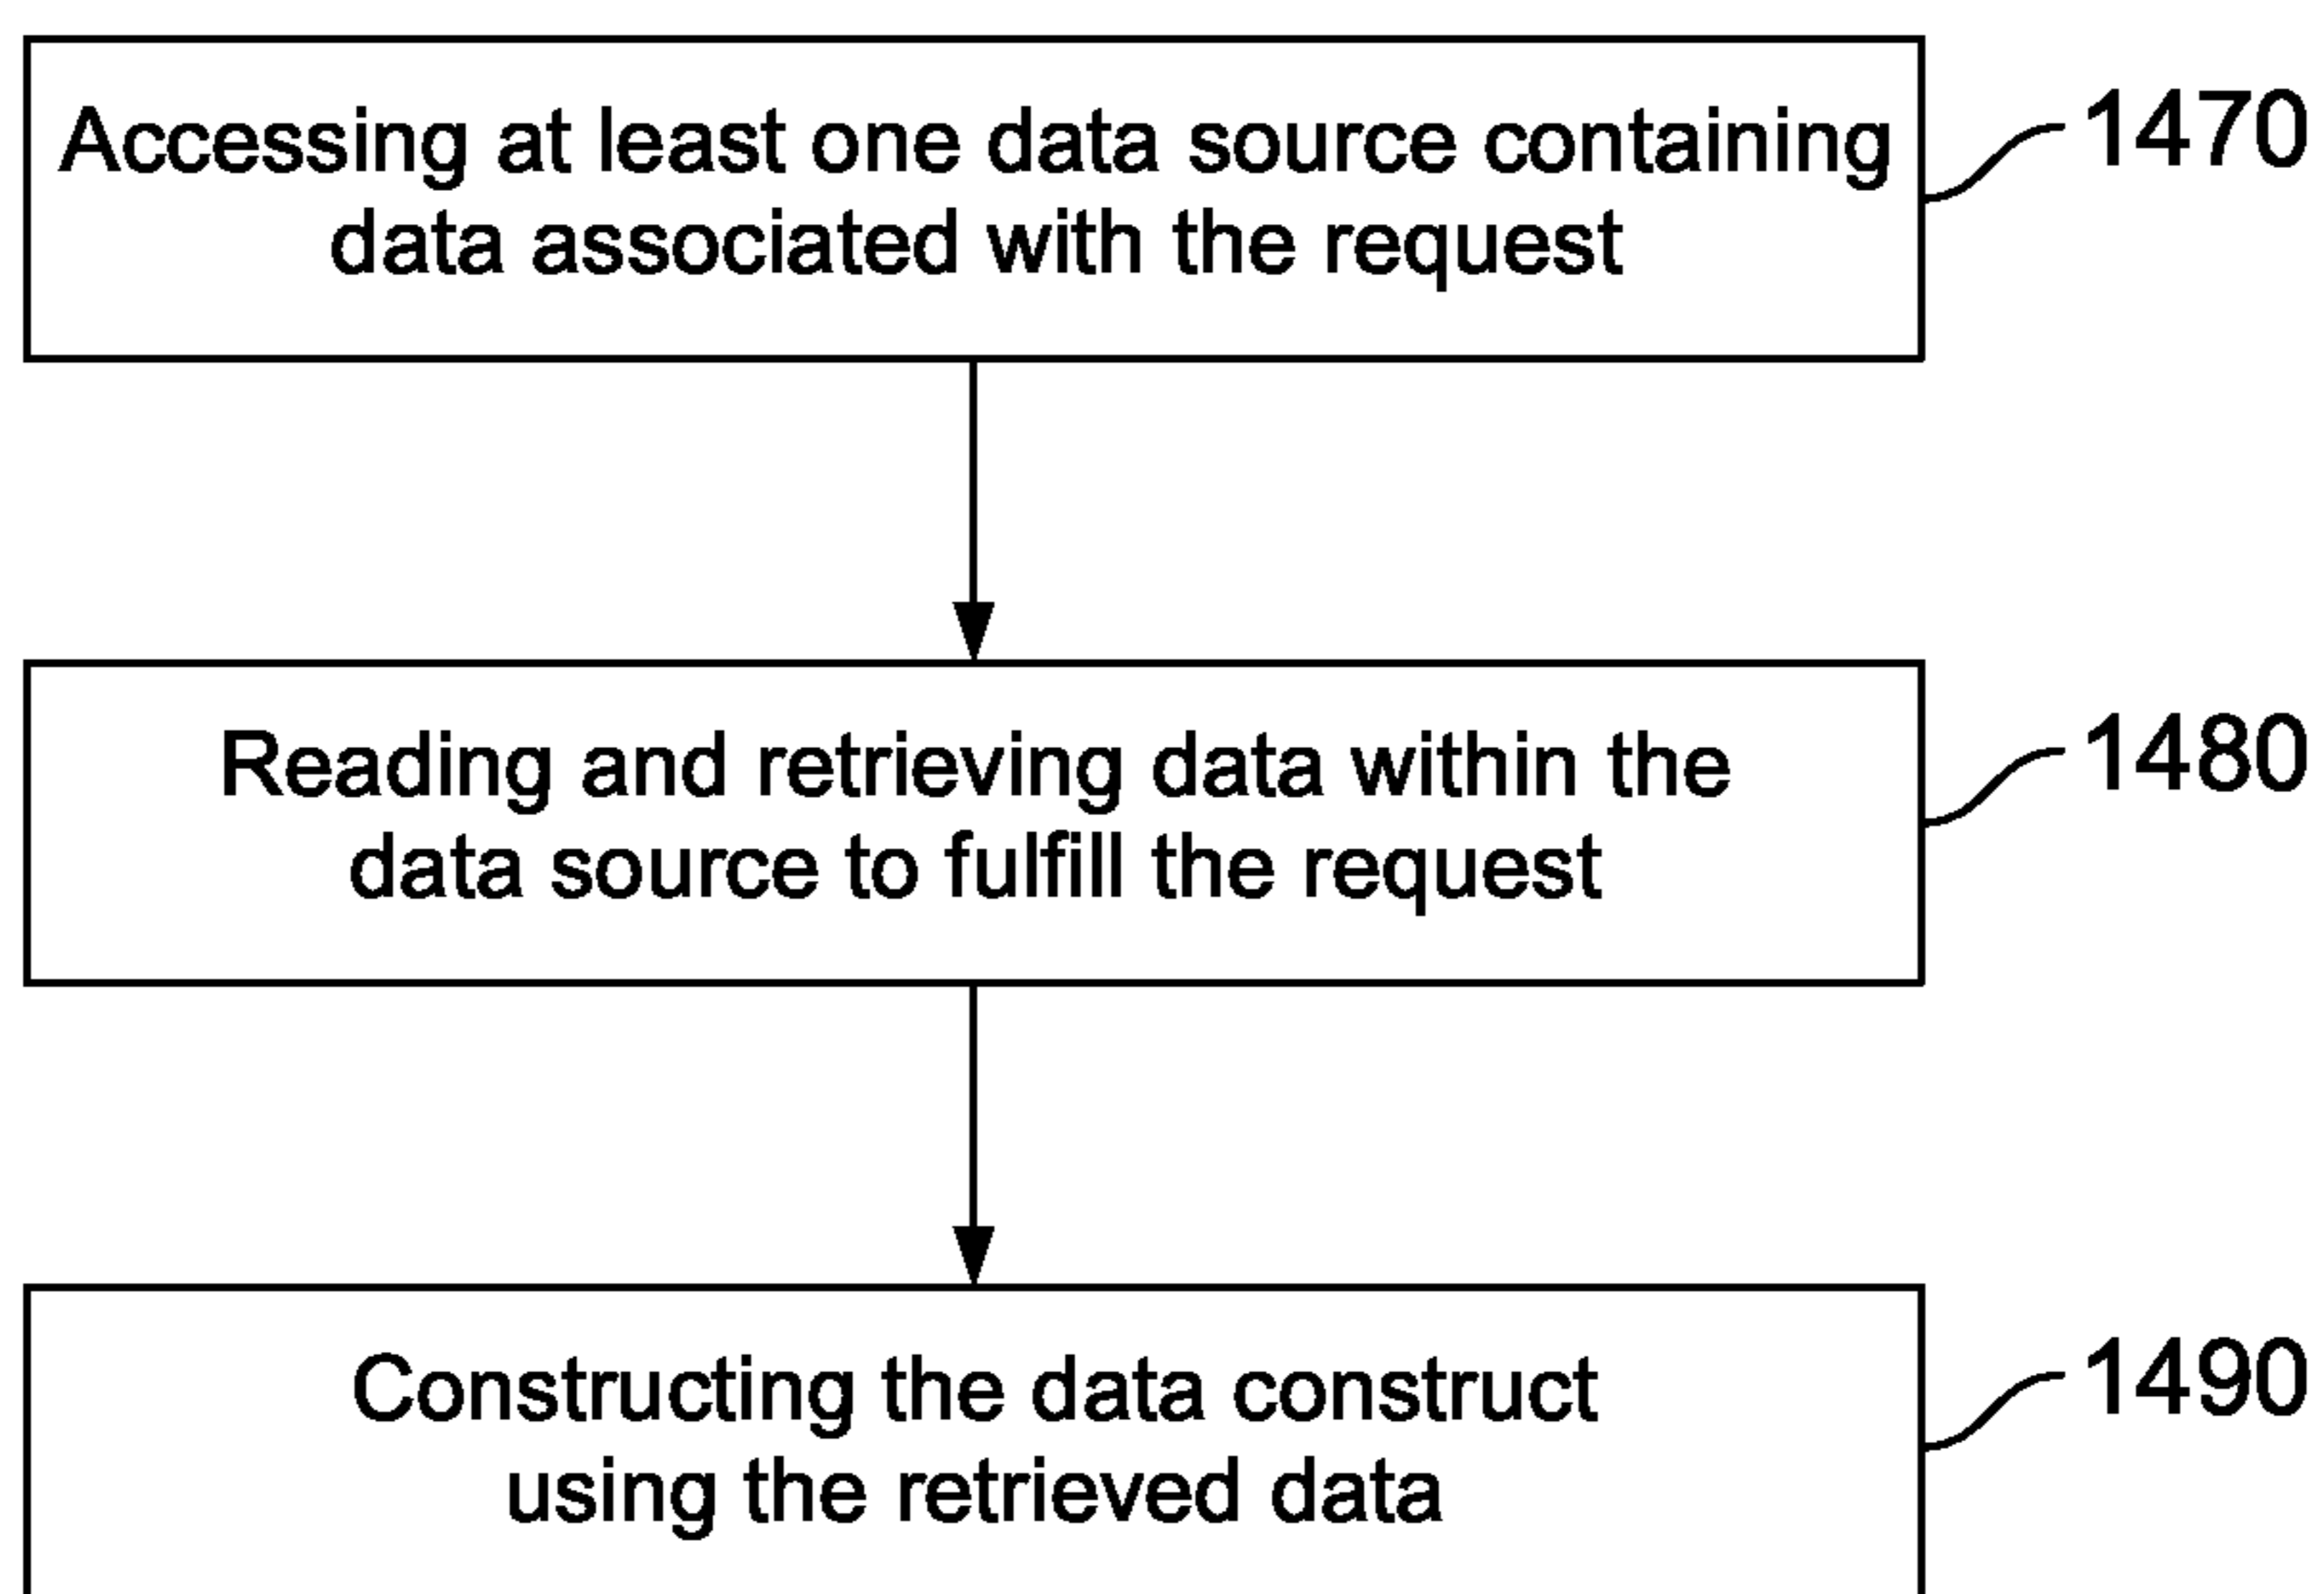 Accessing at least one data source containing
data associated with the request
1470
Reading and retrieving data within the
data source to fulfill the request
1480
Constructing the data construct
using the retrieved data
1490